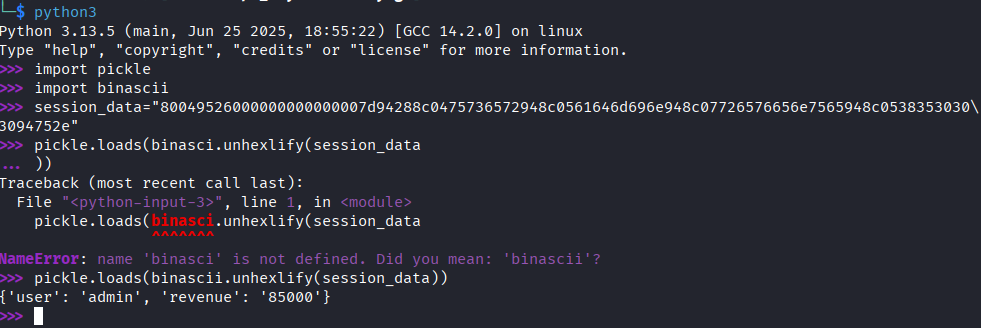 └─$ python3
Python 3.13.5 (main, Jun 25 2025, 18:55:22) [GCC 14.2.0] on linux
Type "help", "copyright", "credits" or "license" for more information.
>>> import pickle
>>> import binascii
>>> session_data="80049526000000000000007d94288c0475736572948c0561646d696e948c07726576656e7565948c0538353030\
3094752e"
>>> pickle.loads(binasci.unhexlify(session_data
... ))
Traceback (most recent call last):
  File "<python-input-3>", line 1, in <module>
    pickle.loads(binasci.unhexlify(session_data
                 ^^^^^^^
NameError: name 'binasci' is not defined. Did you mean: 'binascii'?
>>> pickle.loads(binascii.unhexlify(session_data))
{'user': 'admin', 'revenue': '85000'}
>>>